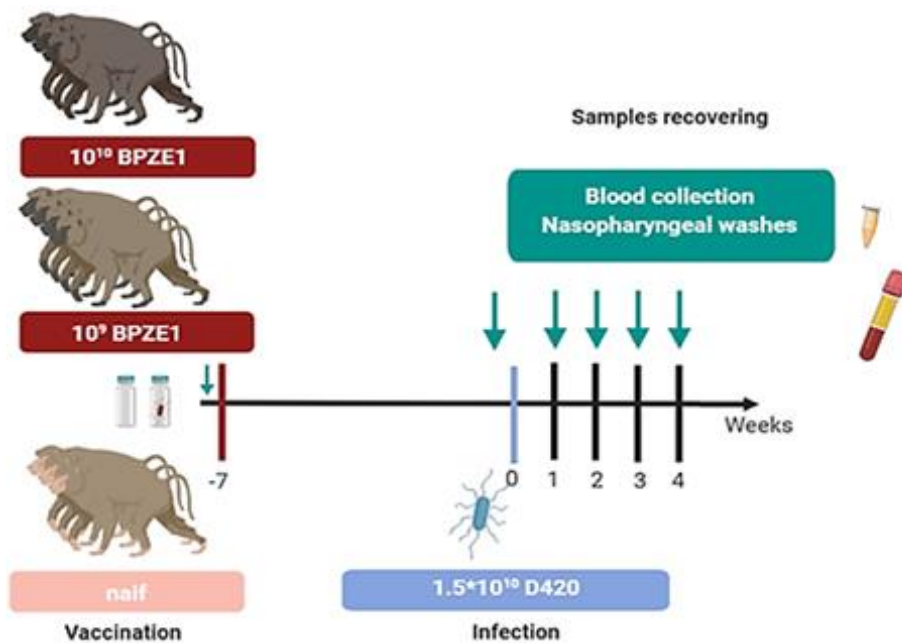 10¹⁰ BPZE1
10⁹ BPZE1
naif
Vaccination
Samples recovering
Blood collection
Nasopharyngeal washes
-7
0
1
2
3
4
Weeks
1.5*10¹⁰ D420
Infection